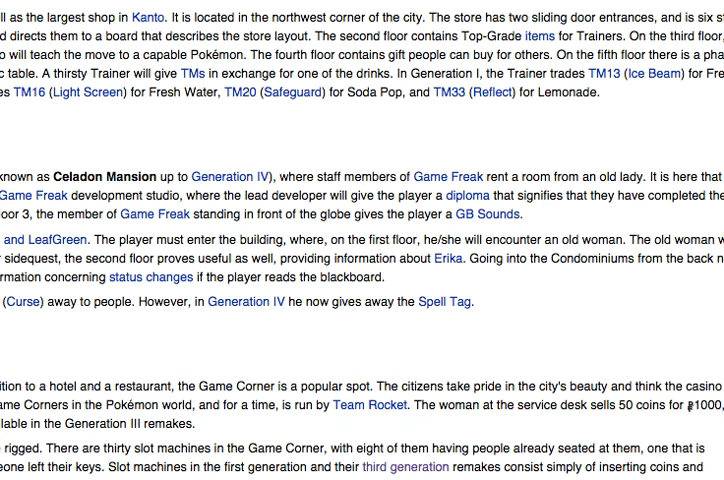 ll as the largest shop in Kanto. It is located in the northwest corner of the city. The store has two sliding door entrances, and is six s
d directs them to a board that describes the store layout. The second floor contains Top-Grade items for Trainers. On the third floor,
o will teach the move to a capable Pokémon. The fourth floor contains gift people can buy for others. On the fifth floor there is a pha
c table. A thirsty Trainer will give TMs in exchange for one of the drinks. In Generation I, the Trainer trades TM13 (Ice Beam) for Fre
es TM16 (Light Screen) for Fresh Water, TM20 (Safeguard) for Soda Pop, and TM33 (Reflect) for Lemonade.
known as Celadon Mansion up to Generation IV), where staff members of Game Freak rent a room from an old lady. It is here that
Game Freak development studio, where the lead developer will give the player a diploma that signifies that they have completed the
oor 3, the member of Game Freak standing in front of the globe gives the player a GB Sounds.
and LeafGreen. The player must enter the building, where, on the first floor, he/she will encounter an old woman. The old woman w
r sidequest, the second floor proves useful as well, providing information about Erika. Going into the Condominiums from the back n
ormation concerning status changes if the player reads the blackboard.
(Curse) away to people. However, in Generation IV he now gives away the Spell Tag.
ition to a hotel and a restaurant, the Game Corner is a popular spot. The citizens take pride in the city's beauty and think the casino
ame Corners in the Pokémon world, and for a time, is run by Team Rocket. The woman at the service desk sells 50 coins for 1000,
ilable in the Generation III remakes.
rigged. There are thirty slot machines in the Game Corner, with eight of them having people already seated at them, one that is
eone left their keys. Slot machines in the first generation and their third generation remakes consist simply of inserting coins and